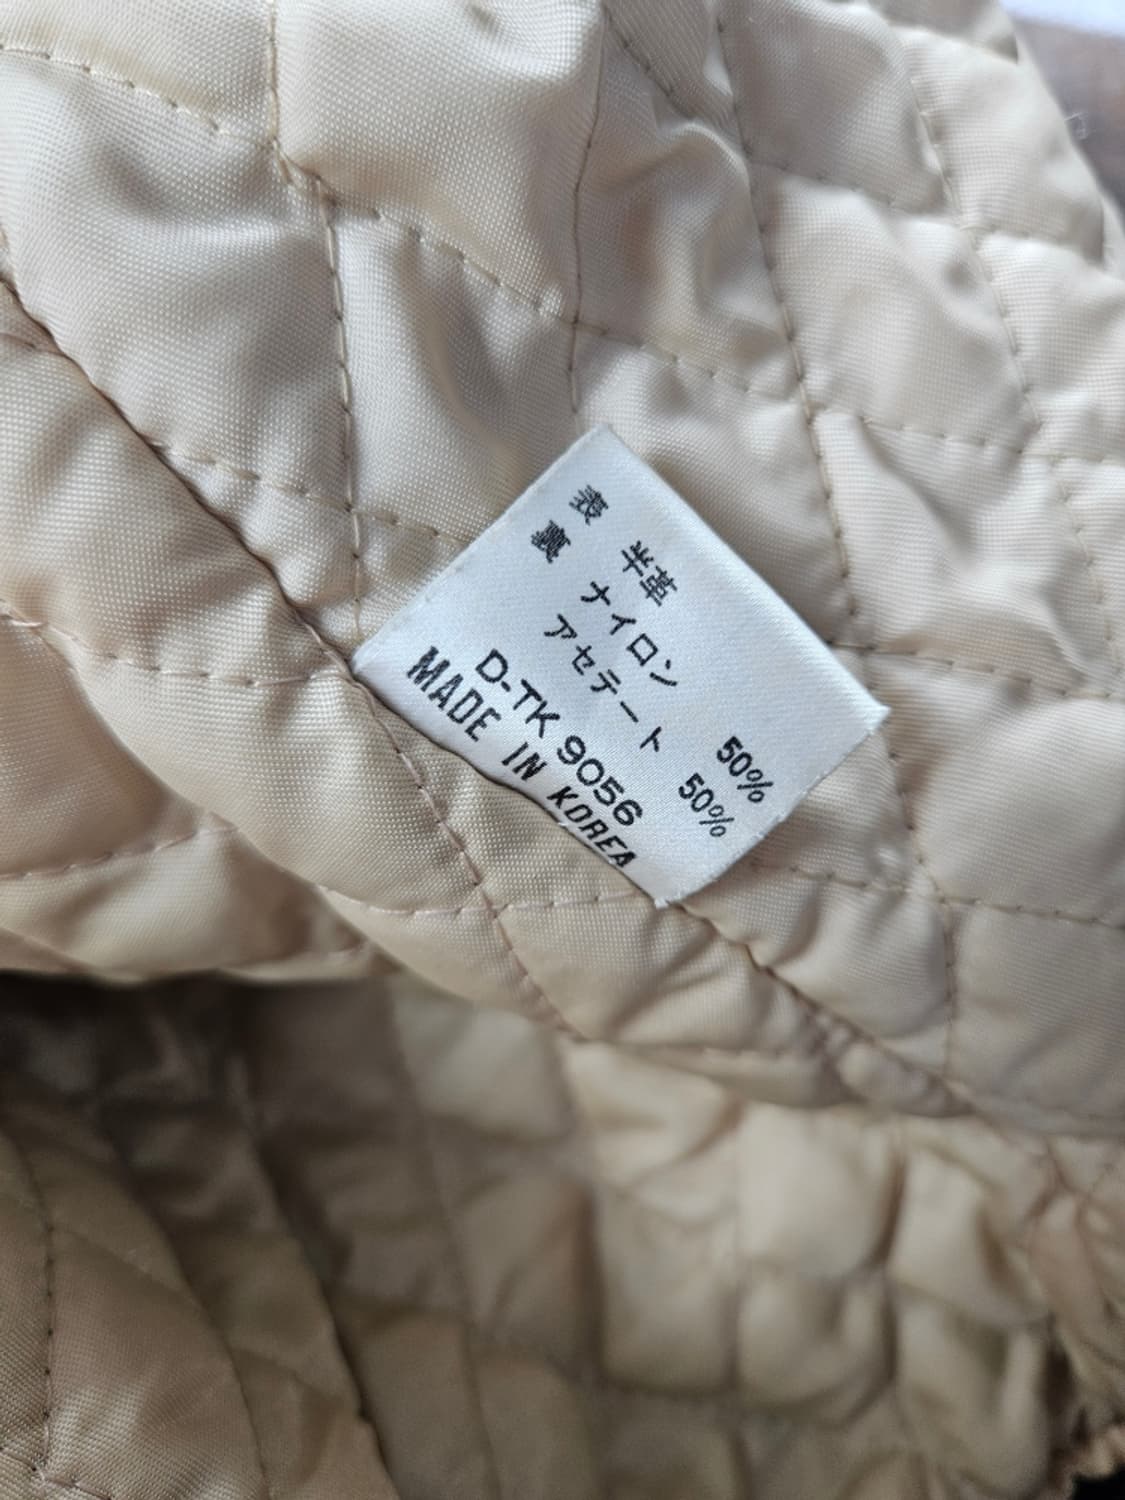 表 半革
裏 ナイロン 50%
アセテート 50%
D-TK 9056
MADE IN KOREA